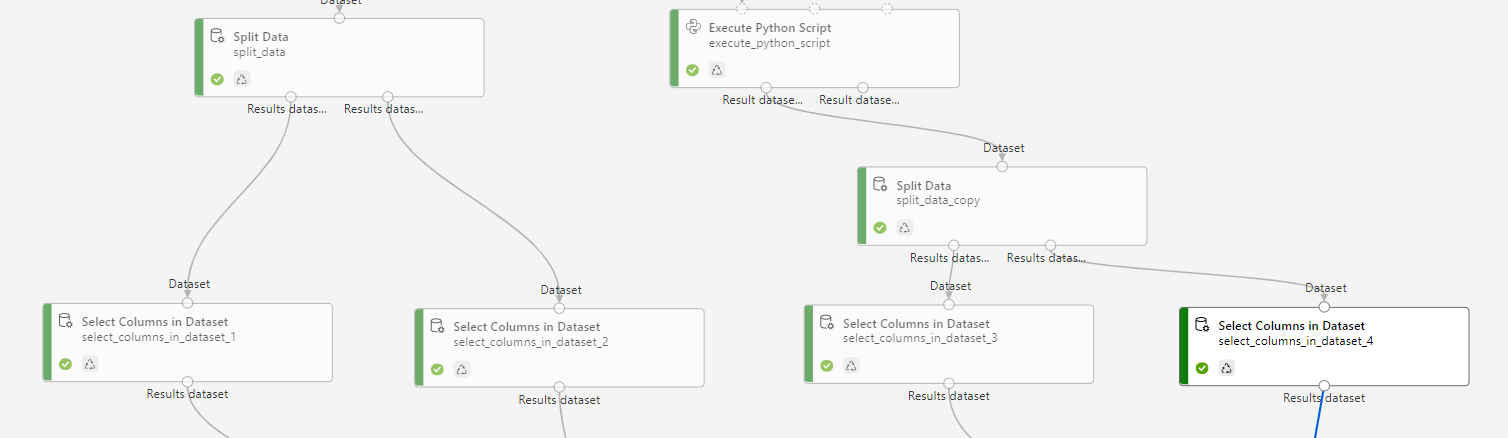 Dataset
Split Data
split_data
Results datas...
Results datas...
Execute Python Script
execute_python_script
Result datase...
Result datase...
Dataset
Split Data
split_data_copy
Results datas...
Results datas...
Dataset
Select Columns in Dataset
select_columns_in_dataset_1
Results dataset
Dataset
Select Columns in Dataset
select_columns_in_dataset_2
Results dataset
Dataset
Select Columns in Dataset
select_columns_in_dataset_3
Results dataset
Dataset
Select Columns in Dataset
select_columns_in_dataset_4
Results dataset